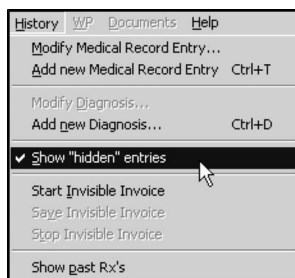 History WP Documents Help
Modify Medical Record Entry...
Add new Medical Record Entry Ctrl+T
Modify Diagnosis...
Add new Diagnosis... Ctrl+D
✔ Show "hidden" entries
Start Invisible Invoice
Save Invisible Invoice
Stop Invisible Invoice
Show past Rx's